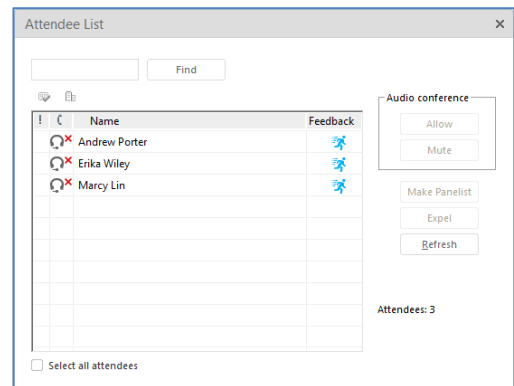 Attendee List
Find
! Name Feedback
Andrew Porter
Erika Wiley
Marcy Lin
Select all attendees
Audio conference
Allow
Mute
Make Panelist
Expel
Refresh
Attendees: 3